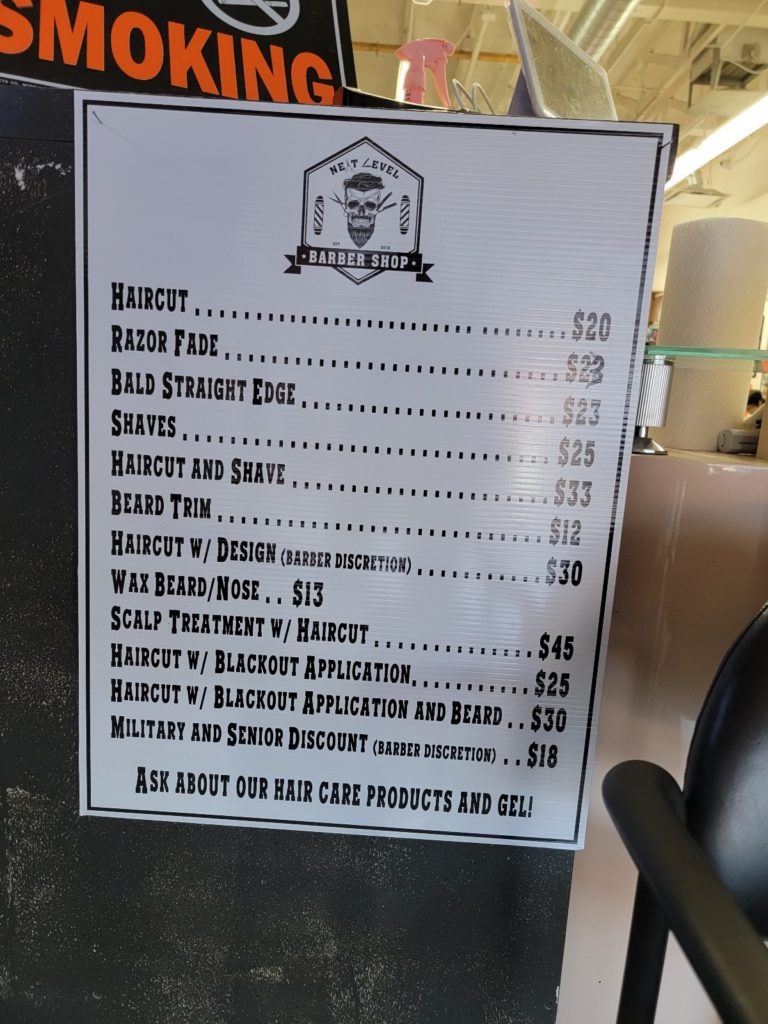 SMOKING
NEXT LEVEL
EST. 2019
BARBER SHOP
HAIRCUT ........................ ........ $20
RAZOR FADE ................................ $23
BALD STRAIGHT EDGE ........................ $23
SHAVES .................................. $25
HAIRCUT AND SHAVE ........................ $33
BEARD TRIM .............................. $12
HAIRCUT W/ DESIGN (BARBER DISCRETION) ........... $30
WAX BEARD/NOSE .. $13
SCALP TREATMENT W/ HAIRCUT .............. $45
HAIRCUT W/ BLACKOUT APPLICATION........... $25
HAIRCUT W/ BLACKOUT APPLICATION AND BEARD .. $30
MILITARY AND SENIOR DISCOUNT (BARBER DISCRETION) .. $18
ASK ABOUT OUR HAIR CARE PRODUCTS AND GEL!